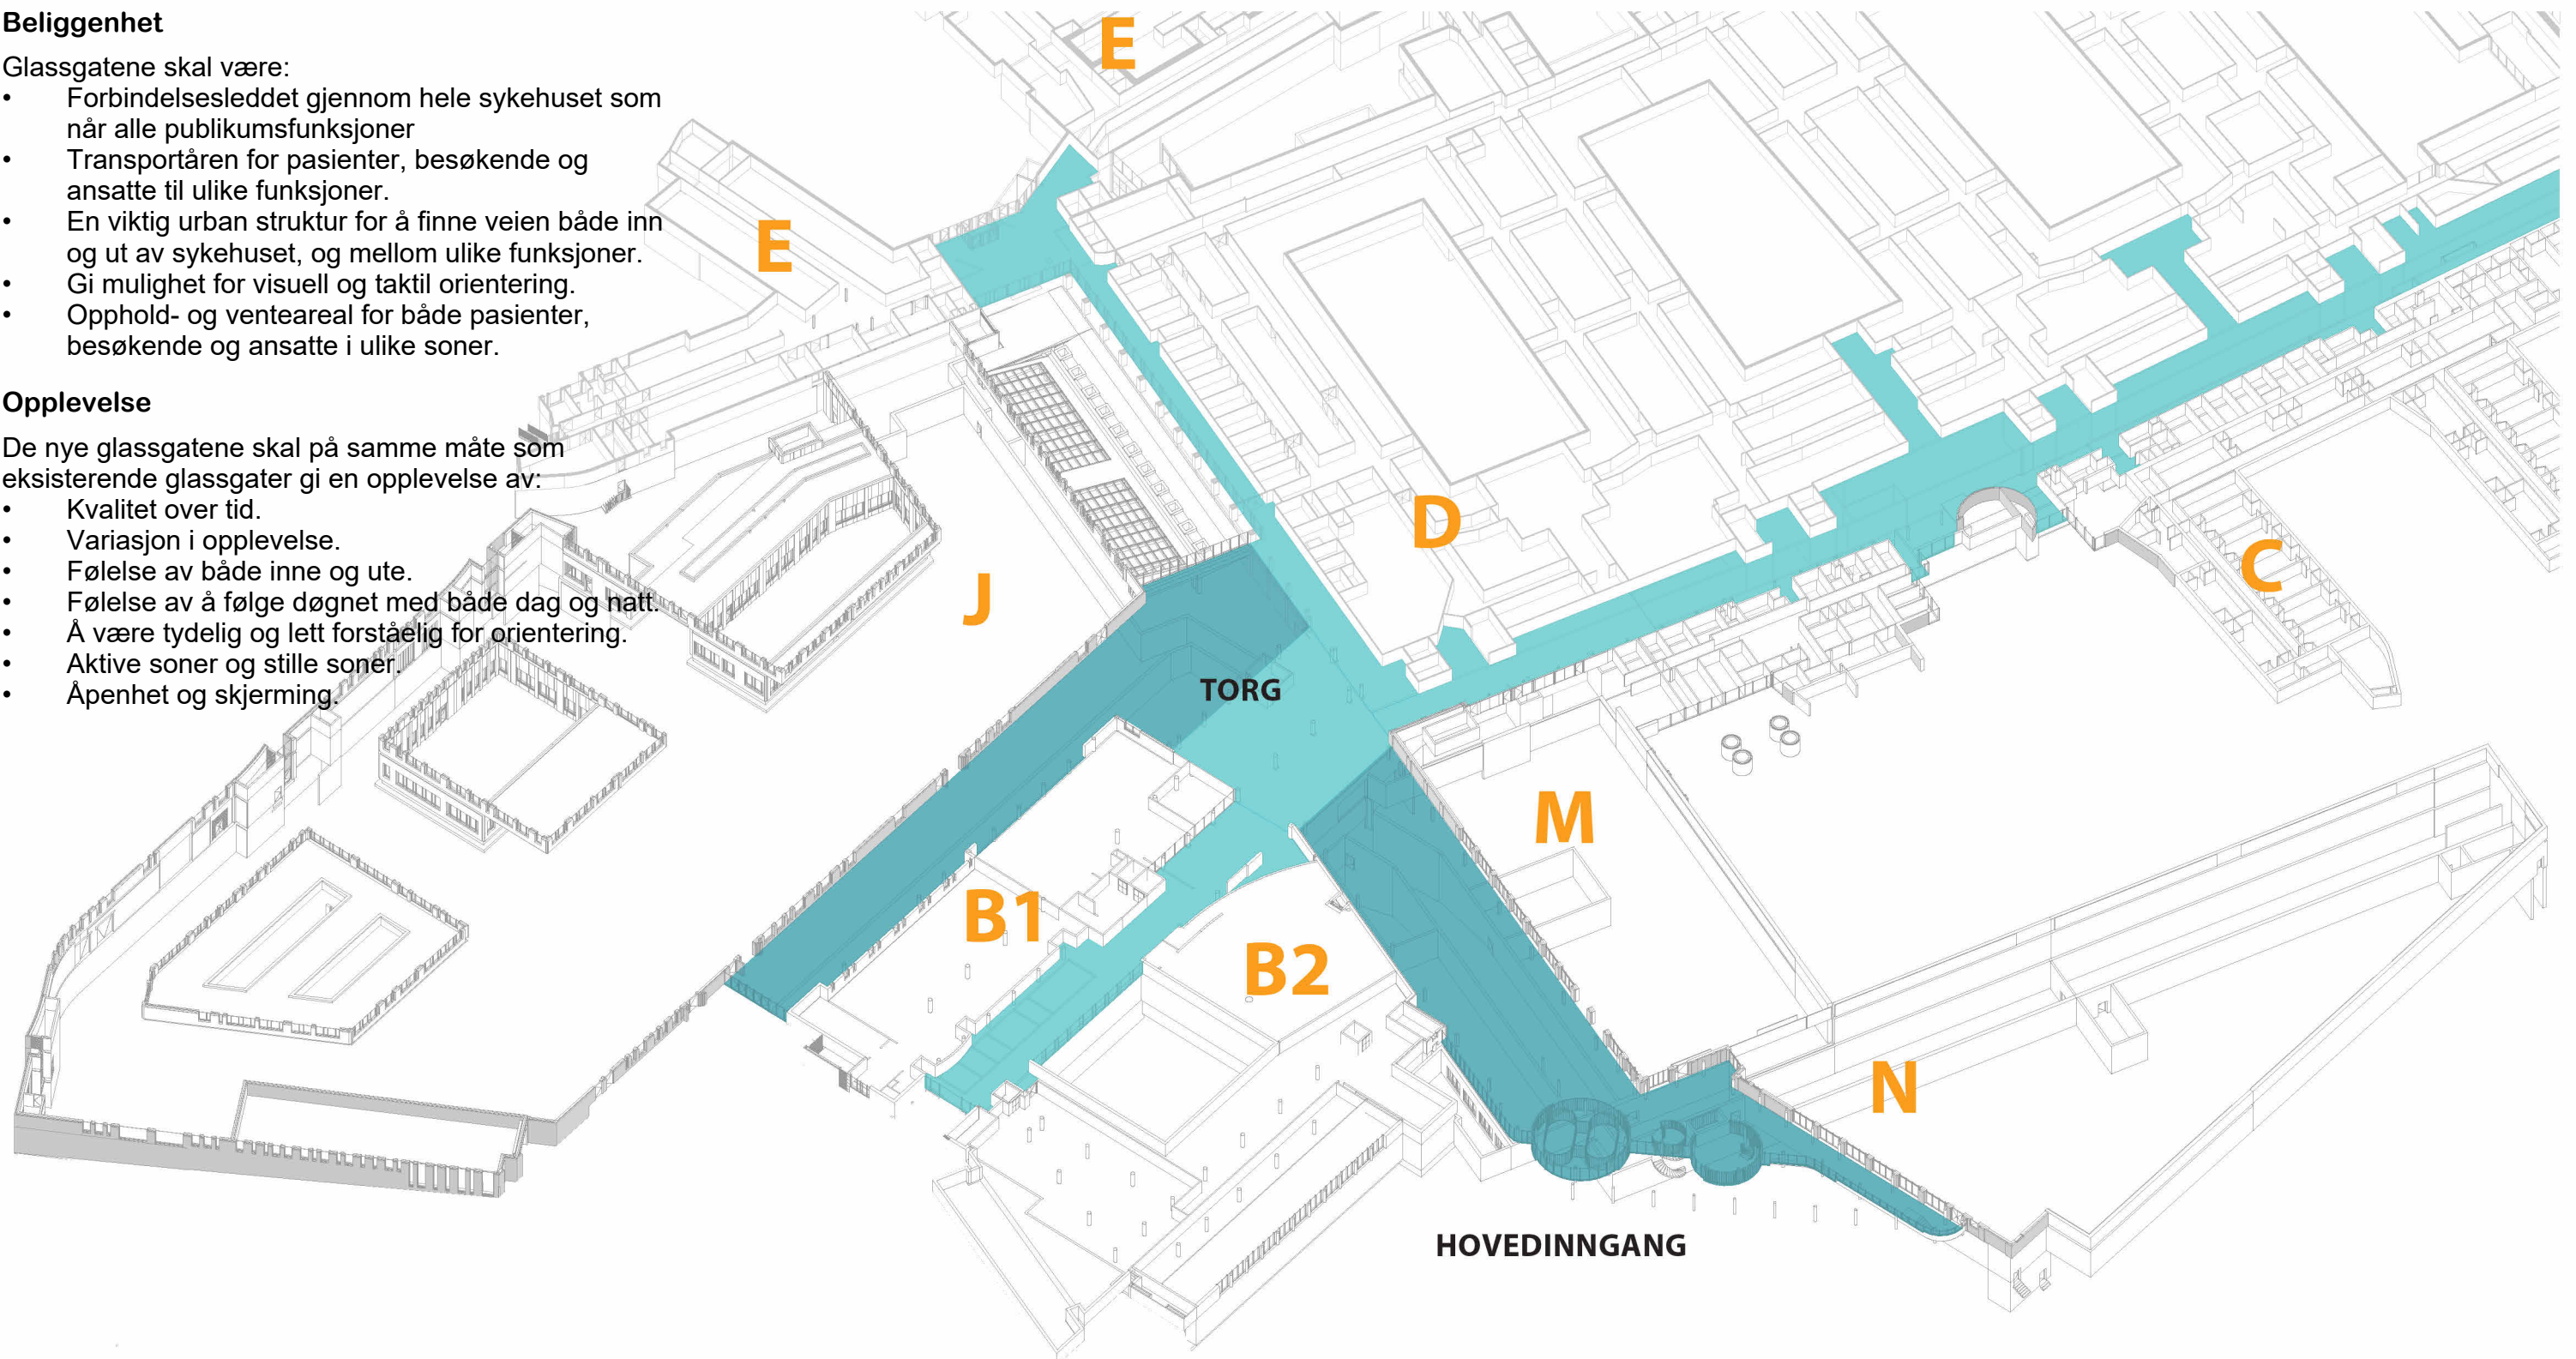 Beliggenhet
Glassgatene skal være:
• Forbindelsesleddet gjennom hele sykehuset som
når alle publikumsfunksjoner
• Transportåren for pasienter, besøkende og
ansatte til ulike funksjoner.
• En viktig urban struktur for å finne veien både inn
og ut av sykehuset, og mellom ulike funksjoner.
• Gi mulighet for visuell og taktil orientering.
• Opphold- og venteareal for både pasienter,
besøkende og ansatte i ulike soner.
Opplevelse
De nye glassgatene skal på samme måte som
eksisterende glassgater gi en opplevelse av:
• Kvalitet over tid.
• Variasjon i opplevelse.
• Følelse av både inne og ute.
• Følelse av å følge døgnet med både dag og natt.
• Å være tydelig og lett forståelig for orientering.
• Aktive soner og stille soner.
• Åpenhet og skjerming.
E
E
D
C
J
TORG
M
B1
B2
N
HOVEDINNGANG